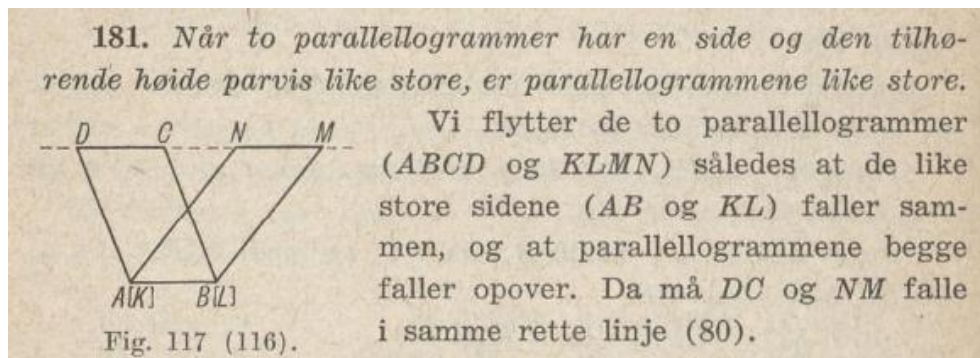 181. Når to parallellogrammer har en side og den tilhø-
rende høide parvis like store, er parallellogrammene like store.
D C N M
A[K] B[L]
Fig. 117 (116).
Vi flytter de to parallellogrammer
(ABCD og KLMN) således at de like
store sidene (AB og KL) faller sam-
men, og at parallellogrammene begge
faller opover. Da må DC og NM falle
i samme rette linje (80).